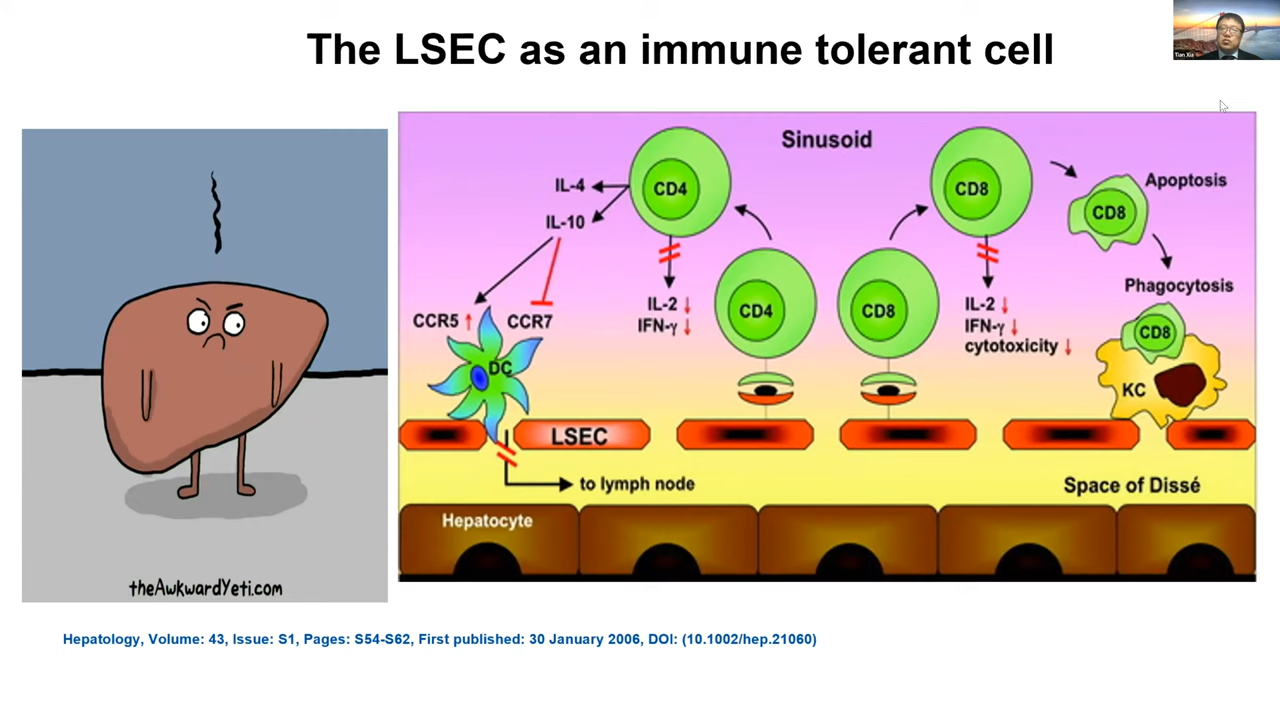 The LSEC as an immune tolerant cell
Tian Xia
theAwkwardYeti.com
Sinusoid
IL-4
IL-10
CD4
CD8
Apoptosis
CD8
Phagocytosis
CCR5 ↑
CCR7
IL-2 ↓
IFN-γ ↓
CD4
CD8
IL-2 ↓
IFN-γ ↓
cytotoxicity ↓
CD8
DC
KC
LSEC
to lymph node
Space of Dissé
Hepatocyte
Hepatology, Volume: 43, Issue: S1, Pages: S54-S62, First published: 30 January 2006, DOI: (10.1002/hep.21060)